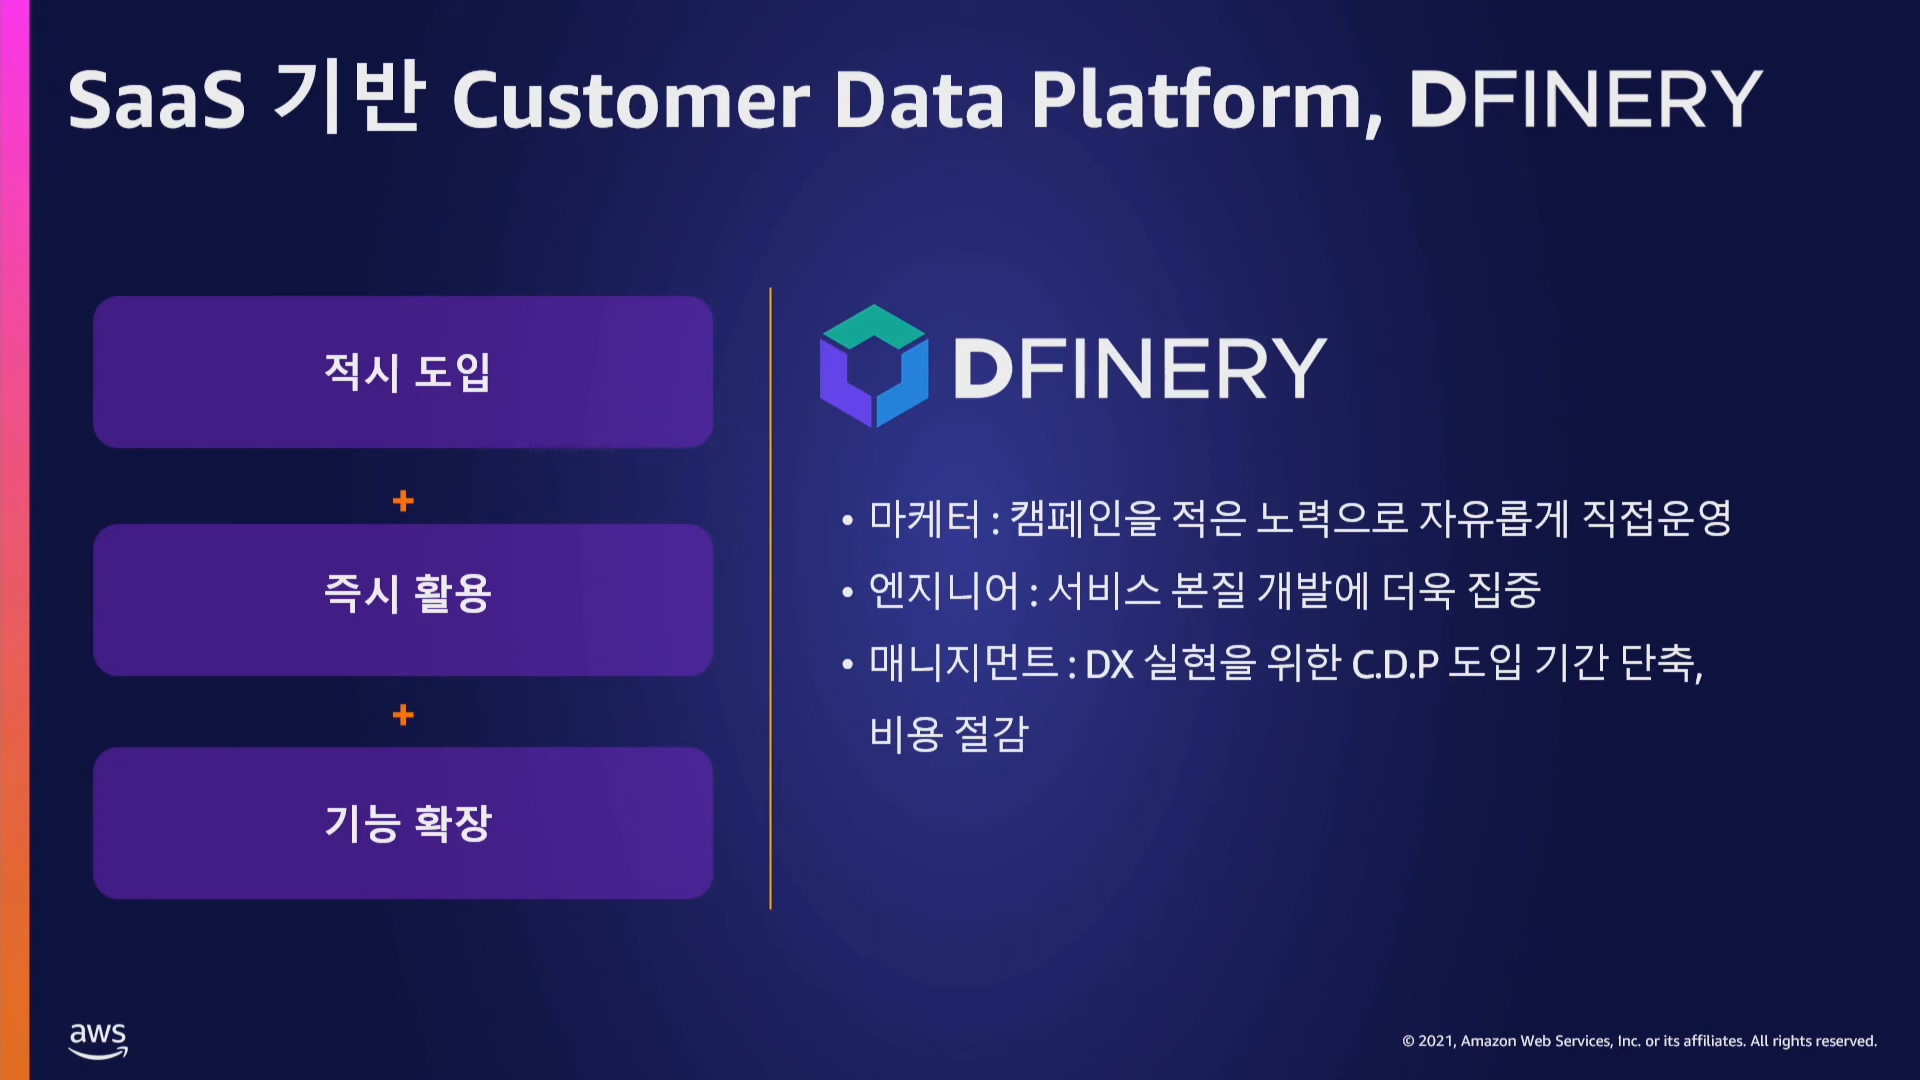 SaaS 기반 Customer Data Platform, DFINERY
적시 도입
+
즉시 활용
+
기능 확장
DFINERY
• 마케터 : 캠페인을 적은 노력으로 자유롭게 직접운영
• 엔지니어 : 서비스 본질 개발에 더욱 집중
• 매니지먼트 : DX 실현을 위한 C.D.P 도입 기간 단축,
비용 절감
aws
© 2021, Amazon Web Services, Inc. or its affiliates. All rights reserved.